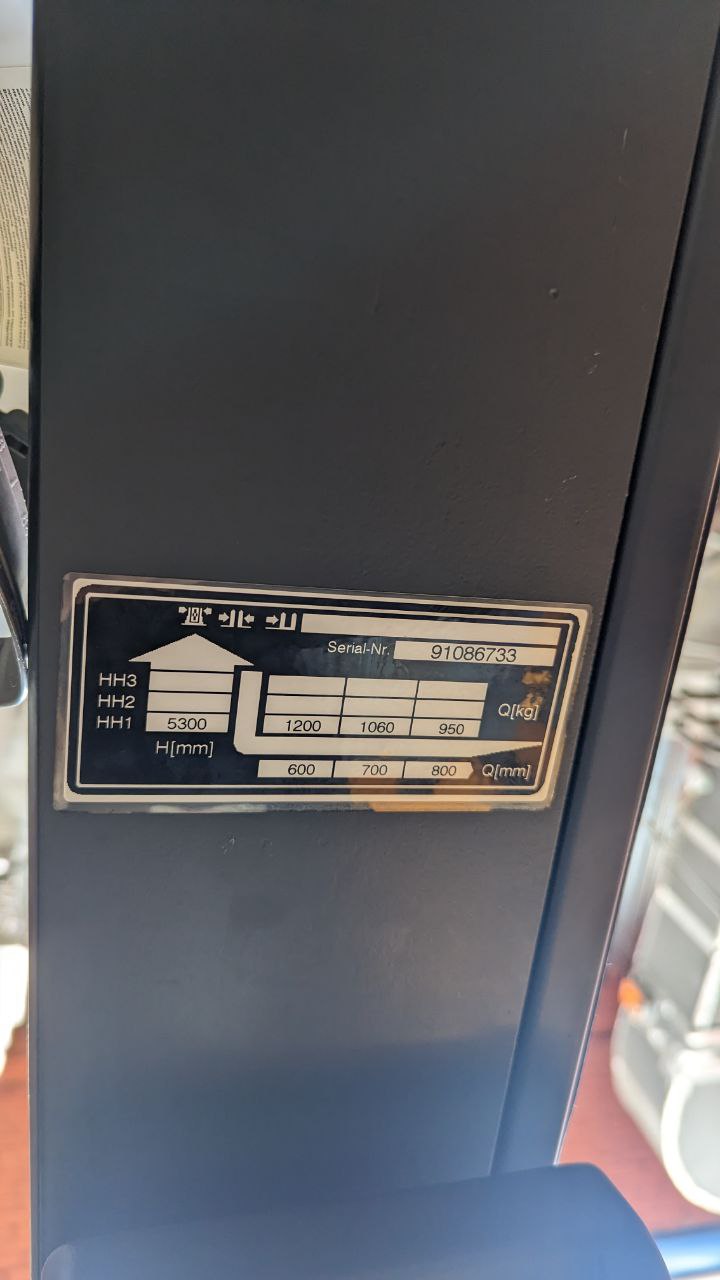 Serial-Nr. 91086733
HH3
HH2
HH1 5300 1200 1060 950 Q[kg]
H[mm]
600 700 800 Q[mm]